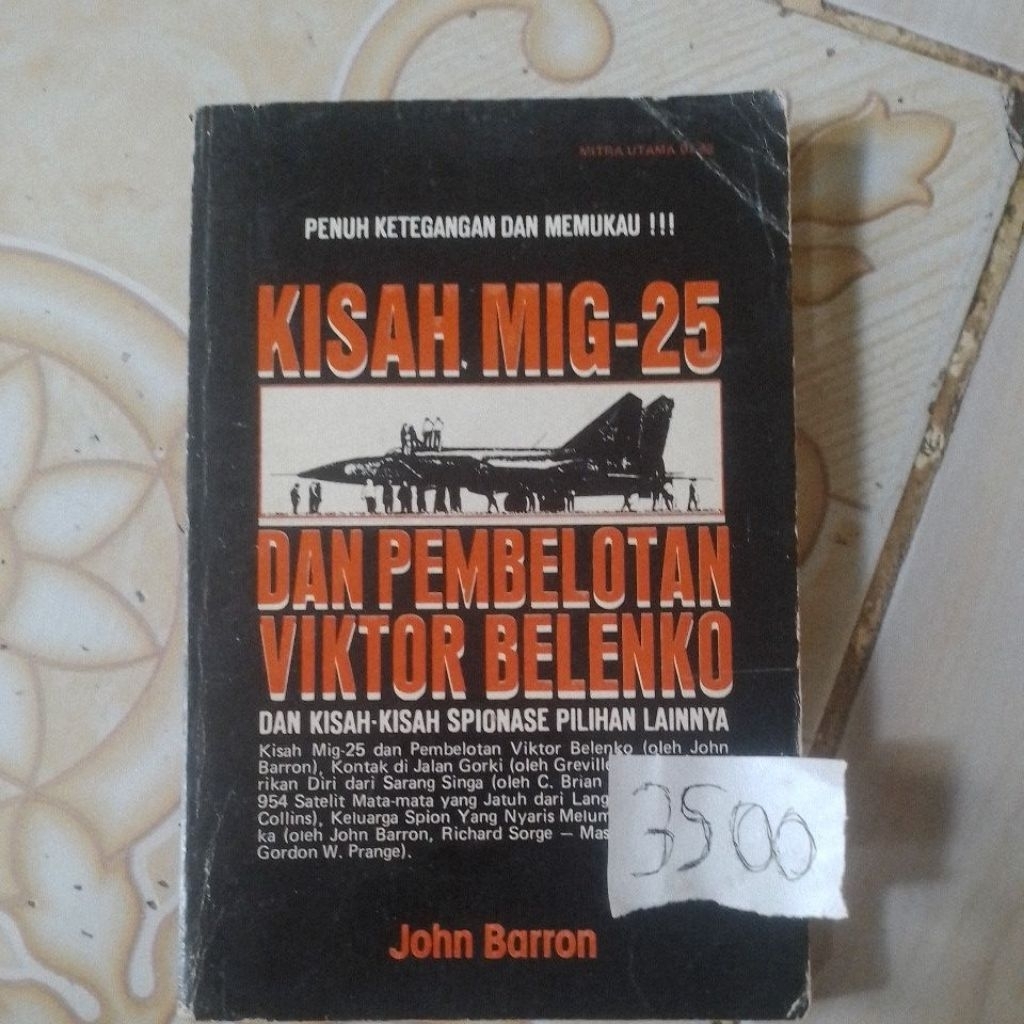 MITRA UTAMA
PENUH KETEGANGAN DAN MEMUKAU !!!
KISAH MIG-25
DAN PEMBELOTAN
VIKTOR BELENKO
DAN KISAH-KISAH SPIONASE PILIHAN LAINNYA
Kisah Mig-25 dan Pembelotan Viktor Belenko (oleh John
Barron), Kontak di Jalan Gorki (oleh Greville
rikan Diri dari Sarang Singa (oleh C. Brian
954 Satelit Mata-mata yang Jatuh dari Lang
Collins), Keluarga Spion Yang Nyaris Melum
ka (oleh John Barron, Richard Sorge — Mas
Gordon W. Prange).
3500
John Barron